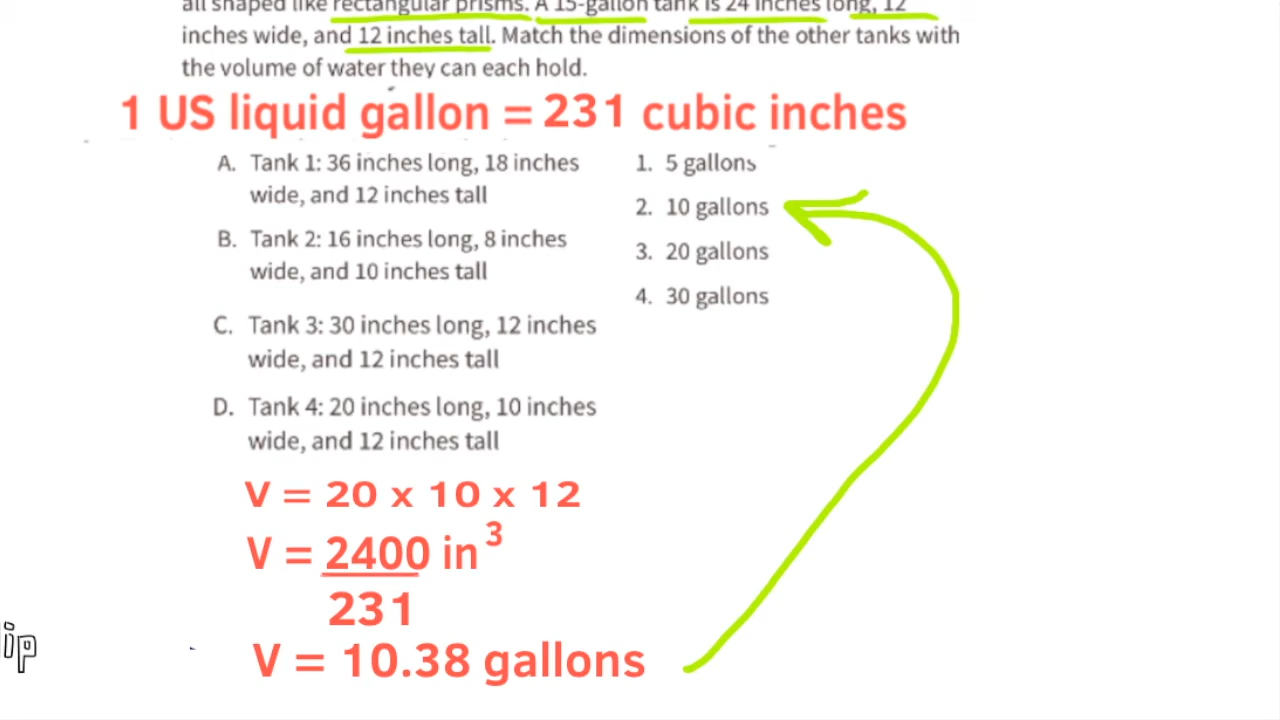 all shaped like rectangular prisms. A 15-gallon tank is 24 inches long, 12
inches wide, and 12 inches tall. Match the dimensions of the other tanks with
the volume of water they can each hold.
1 US liquid gallon = 231 cubic inches
A. Tank 1: 36 inches long, 18 inches
wide, and 12 inches tall
B. Tank 2: 16 inches long, 8 inches
wide, and 10 inches tall
C. Tank 3: 30 inches long, 12 inches
wide, and 12 inches tall
D. Tank 4: 20 inches long, 10 inches
wide, and 12 inches tall
1. 5 gallons
2. 10 gallons
3. 20 gallons
4. 30 gallons
V = 20 x 10 x 12
V = 2400 in³
231
V = 10.38 gallons
lip